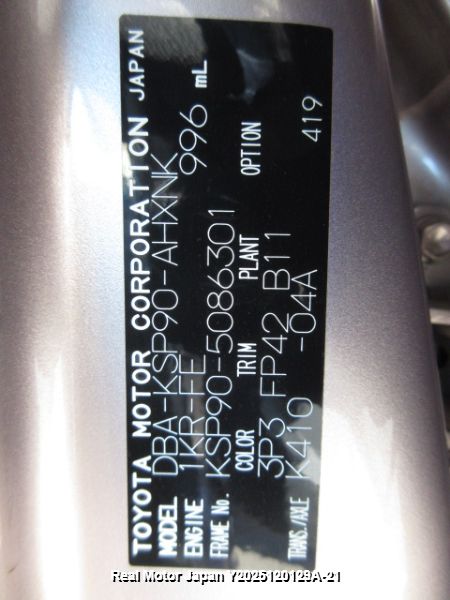 TOYOTA MOTOR CORPORATION JAPAN
MODEL DBA-KSP90-AHXNK
ENGINE 1KR-FE 996 mL
FRAME No. KSP90-5086301
COLOR TRIM PLANT OPTION
3P3 FP42 B11 419
TRANS./AXLE K410 -04A
Real Motor Japan Y2025120129A-21